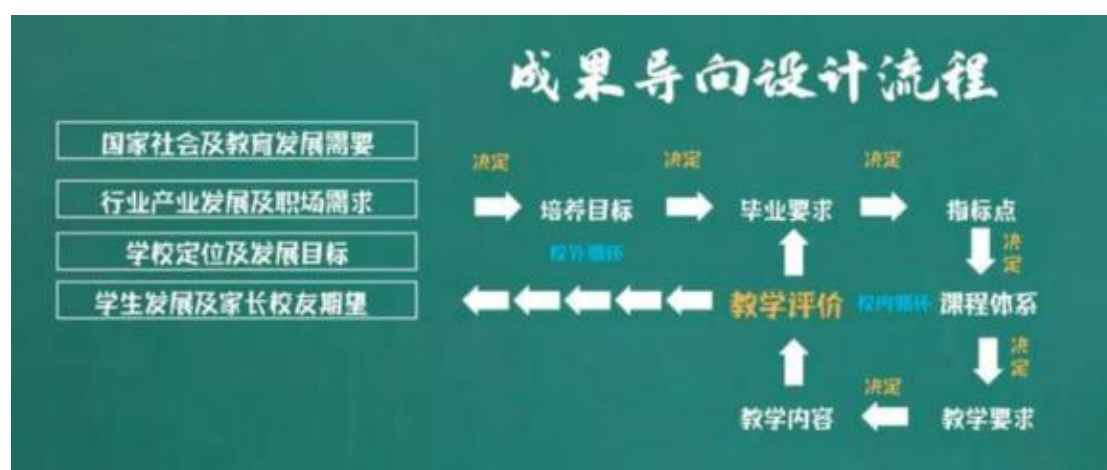 成果导向设计流程
国家社会及教育发展需要
行业产业发展及职场需求
学校定位及发展目标
学生发展及家长校友期望
决定 决定 决定
培养目标 毕业要求 指标点
决定
校外循环
教学评价 校内循环 课程体系
决定
决定
教学内容 教学要求